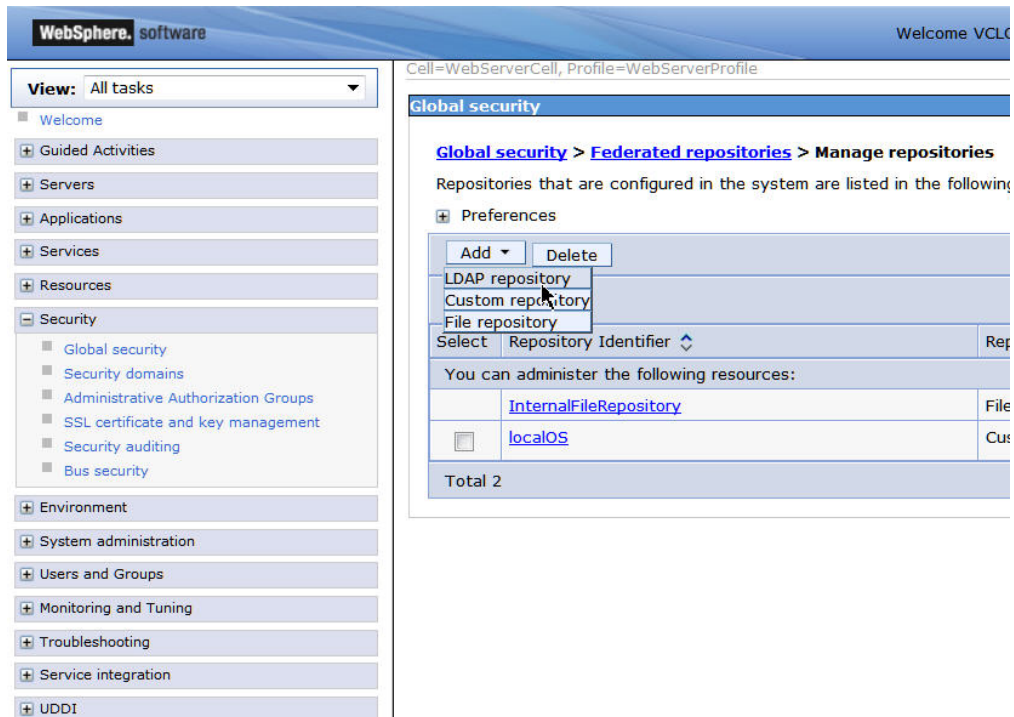 WebSphere. software
Welcome VCLO
View: All tasks
Welcome
Guided Activities
Servers
Applications
Services
Resources
Security
Global security
Security domains
Administrative Authorization Groups
SSL certificate and key management
Security auditing
Bus security
Environment
System administration
Users and Groups
Monitoring and Tuning
Troubleshooting
Service integration
UDDI
Cell=WebServerCell, Profile=WebServerProfile
Global security
Global security > Federated repositories > Manage repositories
Repositories that are configured in the system are listed in the following
Preferences
Add Delete
LDAP repository
Custom repository
File repository
Select Repository Identifier Rep
You can administer the following resources:
InternalFileRepository File
localOS Cus
Total 2